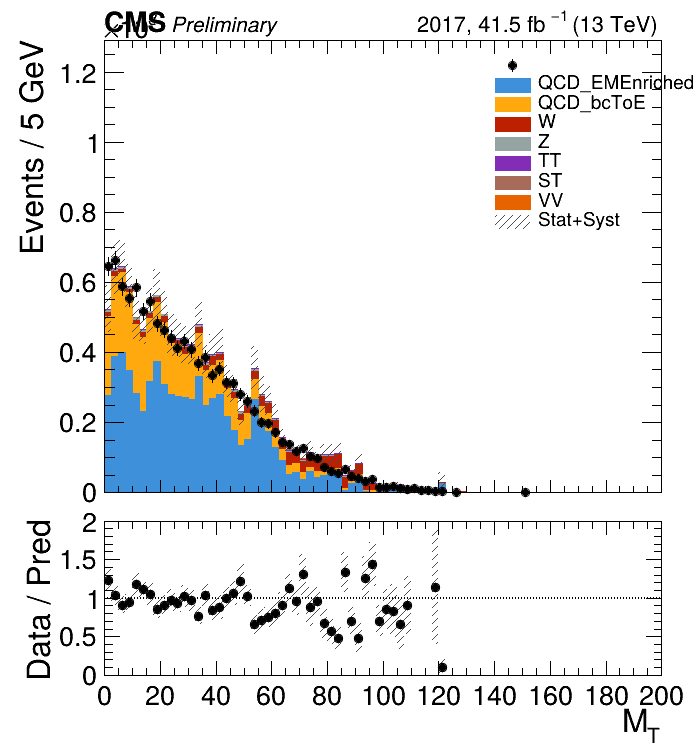 CMS Preliminary 2017, 41.5 fb⁻¹ (13 TeV)
Events / 5 GeV
1.2
1
0.8
0.6
0.4
0.2
0
QCD_EMEnriched
QCD_bcToE
W
Z
TT
ST
VV
Stat+Syst
Data / Pred
2
1.5
1
0.5
0
0 20 40 60 80 100 120 140 160 180 200
M_T